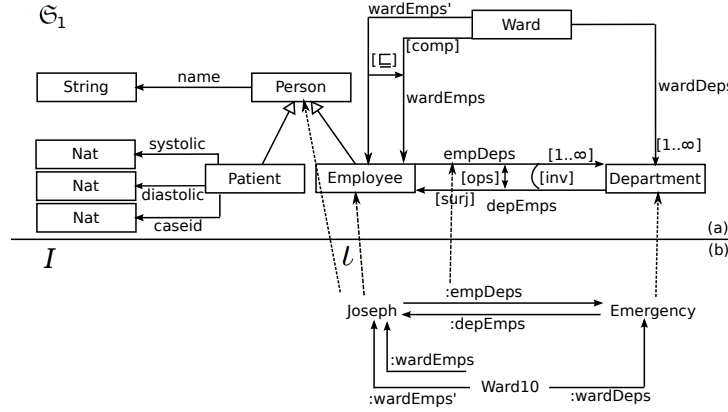 𝔖1
wardEmps'
Ward
[⊑]
[comp]
String
name
Person
wardEmps
wardDeps
Nat
systolic
Nat
diastolic
Nat
caseid
Patient
Employee
empDeps
[1..∞]
[1..∞]
[ops]
[inv]
Department
[surj]
depEmps
(a)
(b)
I
l
:empDeps
Joseph
Emergency
:depEmps
:wardEmps
Ward10
:wardEmps'
:wardDeps